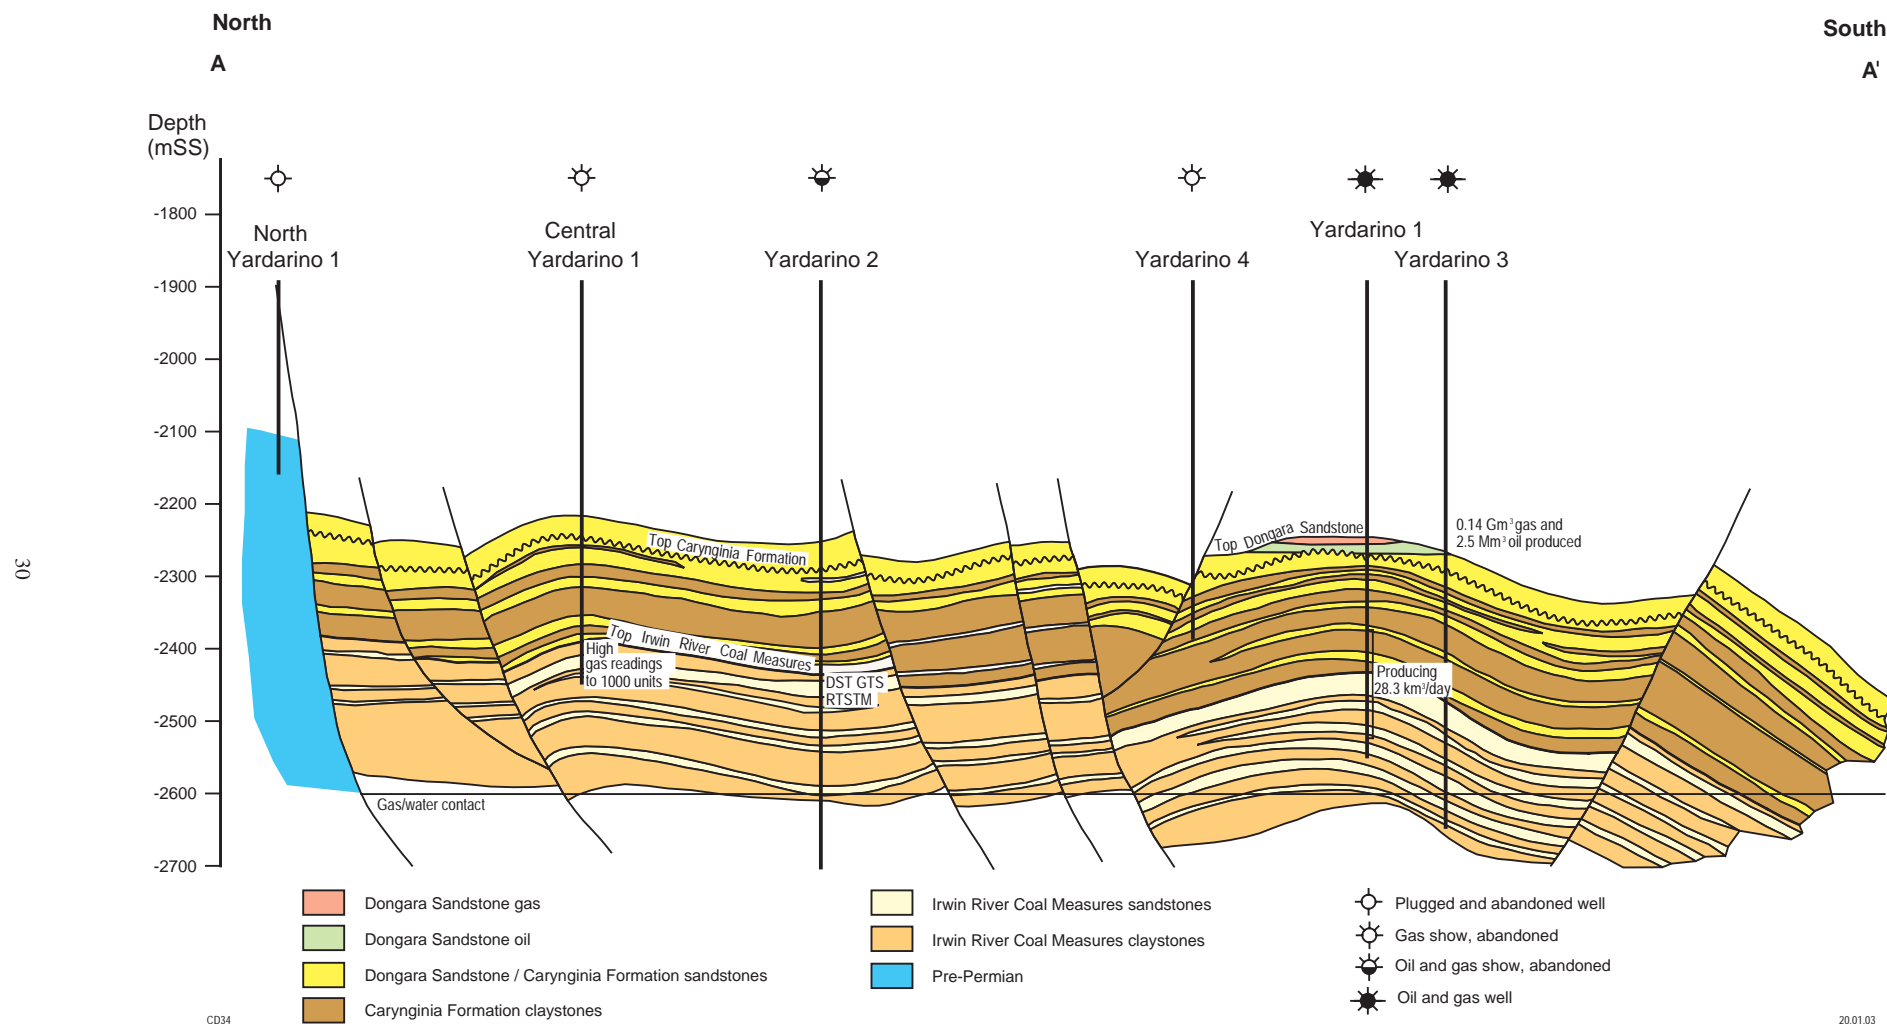 North
South
A
A'
Depth
(mSS)
-1800
-1900
-2000
-2100
-2200
-2300
-2400
-2500
-2600
-2700
North
Yardarino 1
Central
Yardarino 1
Yardarino 2
Yardarino 4
Yardarino 1
Yardarino 3
Top Dongara Sandstone
0.14 Gm³ gas and
2.5 Mm³ oil produced
Top Carynginia Formation
Top Irwin River Coal Measures
High
gas readings
to 1000 units
DST GTS
RTSTM
Producing
28.3 km³/day
Gas/water contact
30
Dongara Sandstone gas
Dongara Sandstone oil
Dongara Sandstone / Carynginia Formation sandstones
Carynginia Formation claystones
Irwin River Coal Measures sandstones
Irwin River Coal Measures claystones
Pre-Permian
Plugged and abandoned well
Gas show, abandoned
Oil and gas show, abandoned
Oil and gas well
CD34
20.01.03